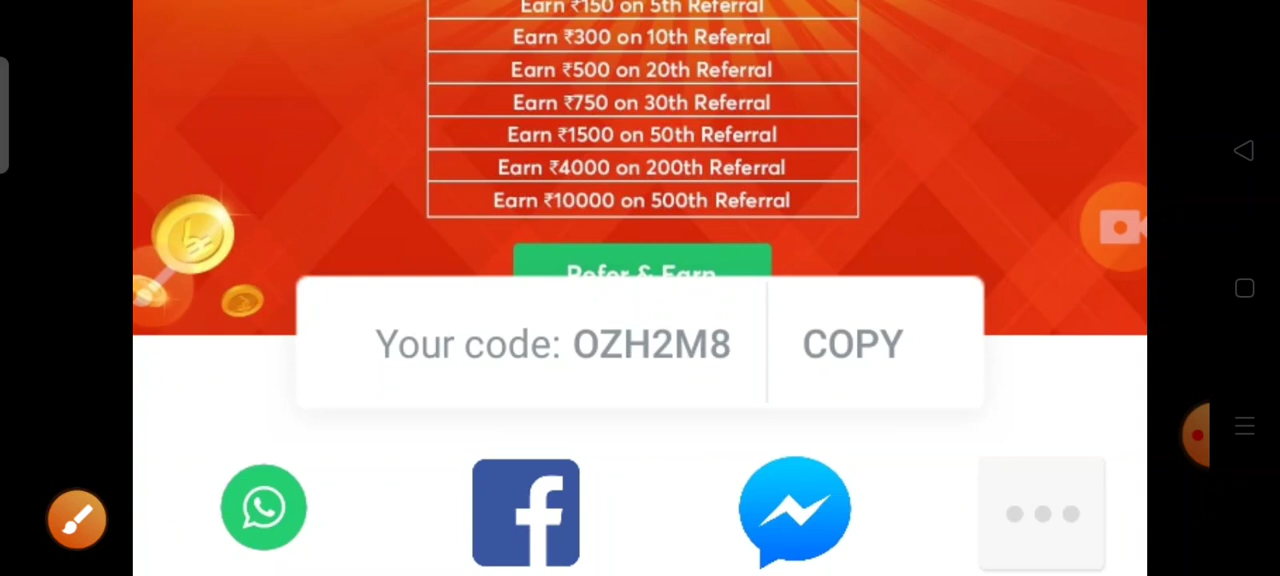 Earn ₹150 on 5th Referral
Earn ₹300 on 10th Referral
Earn ₹500 on 20th Referral
Earn ₹750 on 30th Referral
Earn ₹1500 on 50th Referral
Earn ₹4000 on 200th Referral
Earn ₹10000 on 500th Referral
Refer & Earn
Your code: OZH2M8 COPY